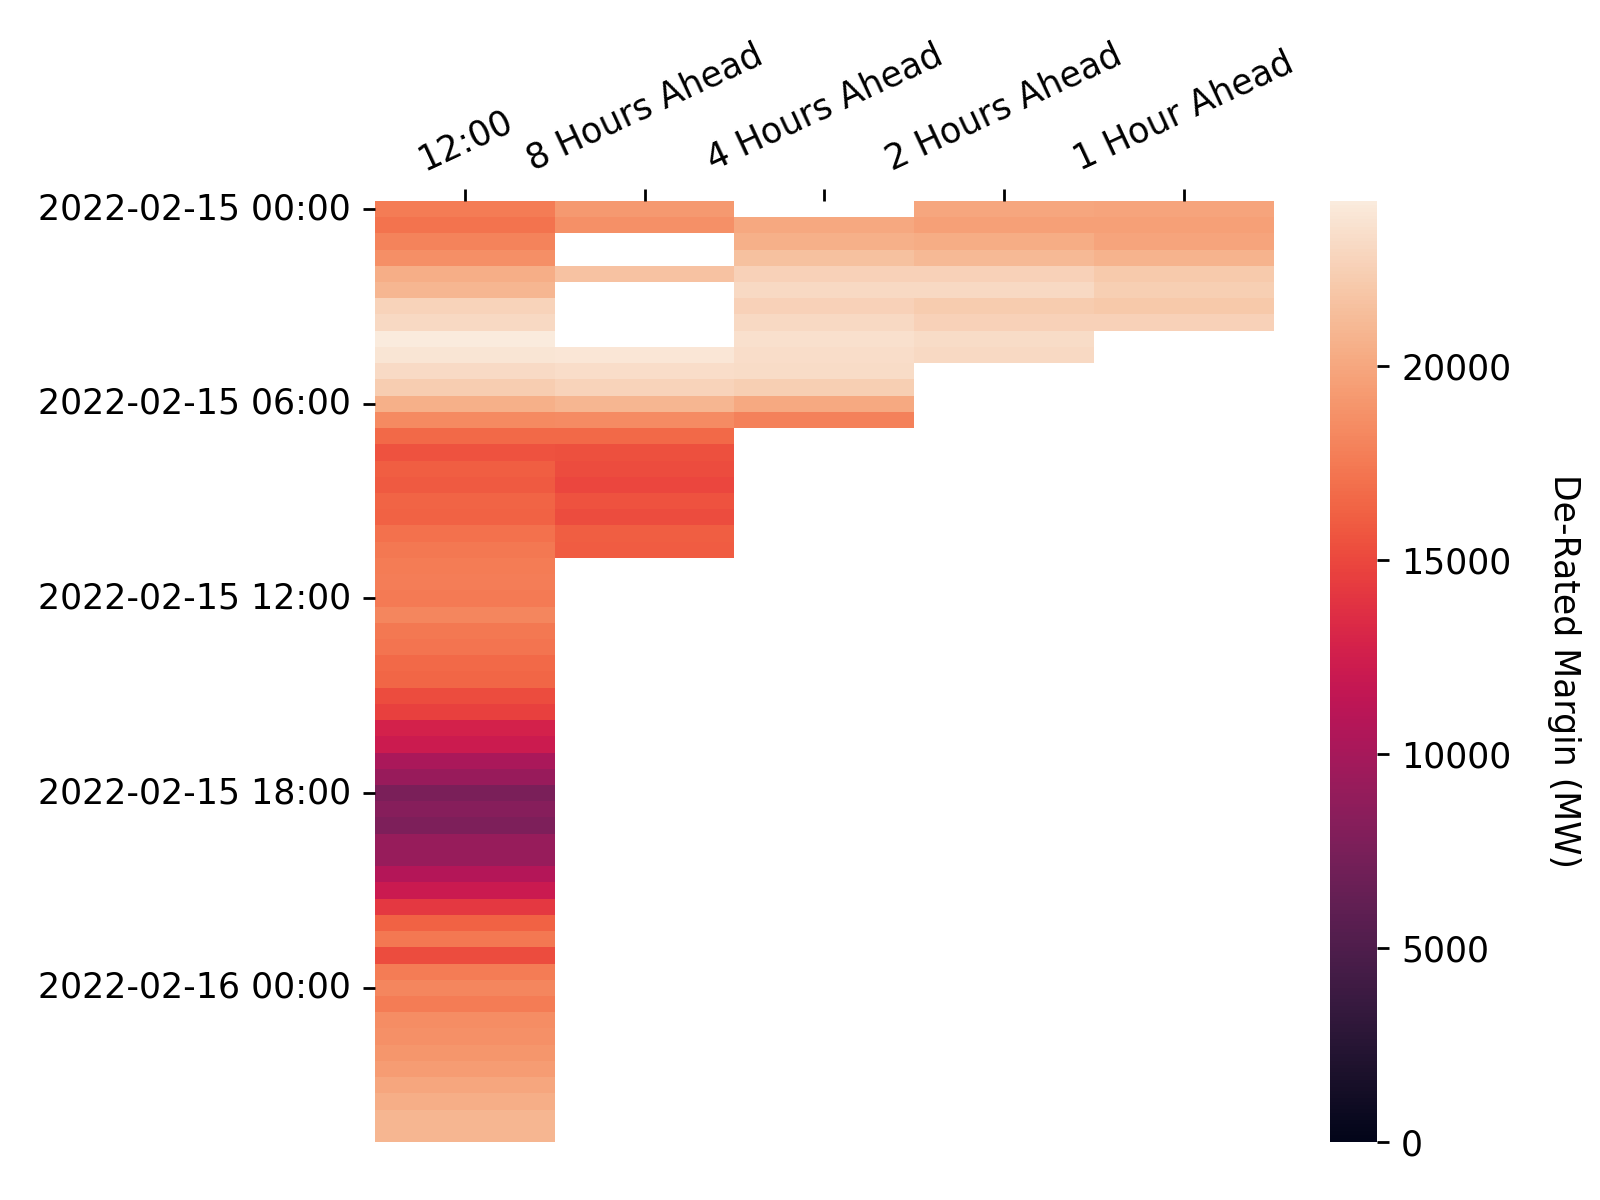 12:00
8 Hours Ahead
4 Hours Ahead
2 Hours Ahead
1 Hour Ahead
2022-02-15 00:00
2022-02-15 06:00
2022-02-15 12:00
2022-02-15 18:00
2022-02-16 00:00
20000
15000
10000
5000
0
De-Rated Margin (MW)